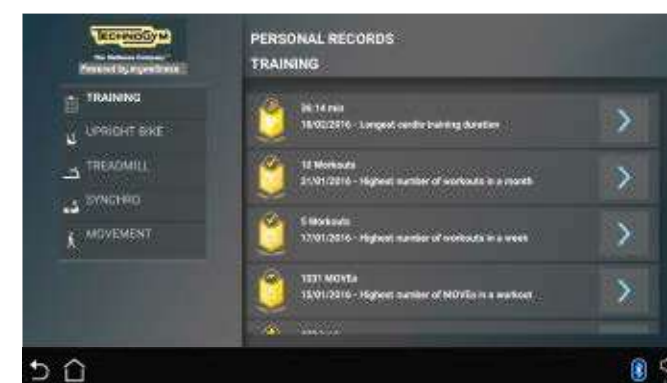 TECHNOGYM
The Wellness Company
Powered by mywellness
TRAINING
UPRIGHT BIKE
TREADMILL
SYNCHRO
MOVEMENT
PERSONAL RECORDS
TRAINING
36:14 min
18/02/2016 - Longest cardio training duration
10 Workouts
31/01/2016 - Highest number of workouts in a month
5 Workouts
17/01/2016 - Highest number of workouts in a week
1031 MOVEs
15/01/2016 - Highest number of MOVEs in a workout